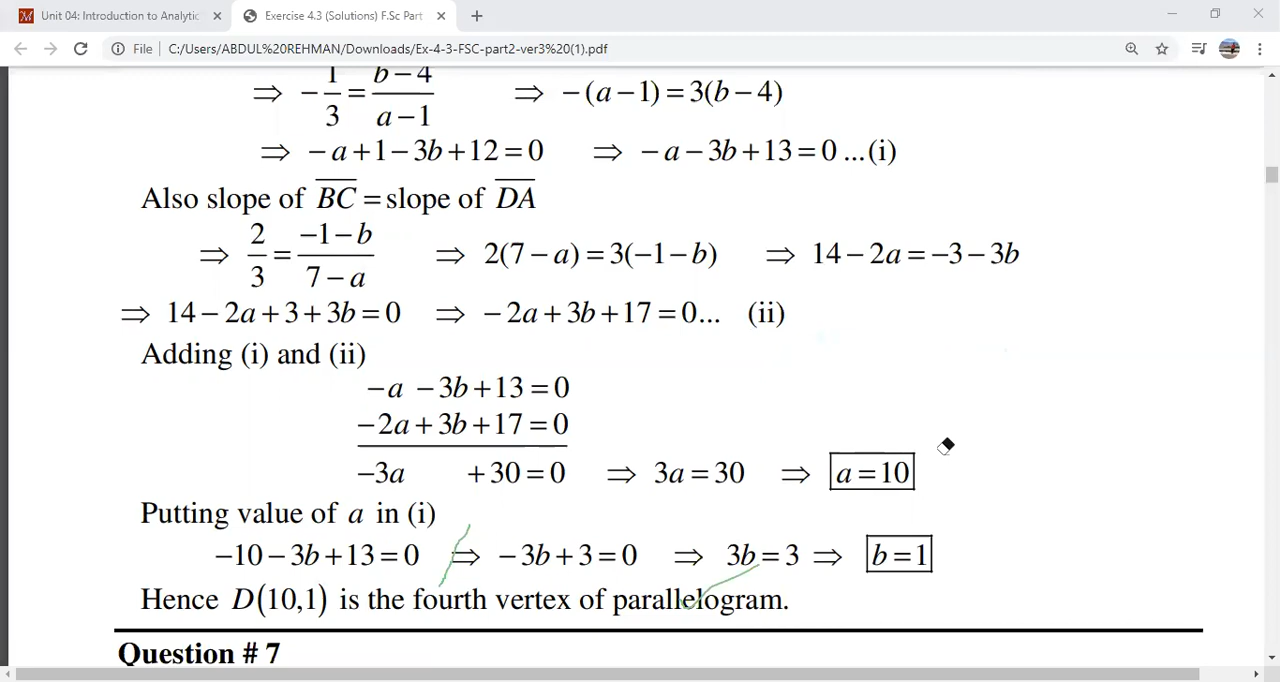 Unit 04: Introduction to Analytic
Exercise 4.3 (Solutions) F.Sc Part
File C:/Users/ABDUL%20REHMAN/Downloads/Ex-4-3-FSC-part2-ver3%20(1).pdf
⇒ −1/3 = (b−4)/(a−1) ⇒ −(a−1) = 3(b−4)
⇒ −a+1−3b+12=0 ⇒ −a−3b+13=0 ...(i)
Also slope of B̅C̅ = slope of D̅A̅
⇒ 2/3 = (−1−b)/(7−a) ⇒ 2(7−a) = 3(−1−b) ⇒ 14−2a = −3−3b
⇒ 14−2a+3+3b=0 ⇒ −2a+3b+17=0... (ii)
Adding (i) and (ii)
−a −3b+13=0
−2a+3b+17=0
−3a +30=0 ⇒ 3a=30 ⇒ a=10
Putting value of a in (i)
−10−3b+13=0 ⇒ −3b+3=0 ⇒ 3b=3 ⇒ b=1
Hence D(10,1) is the fourth vertex of parallelogram.
Question # 7